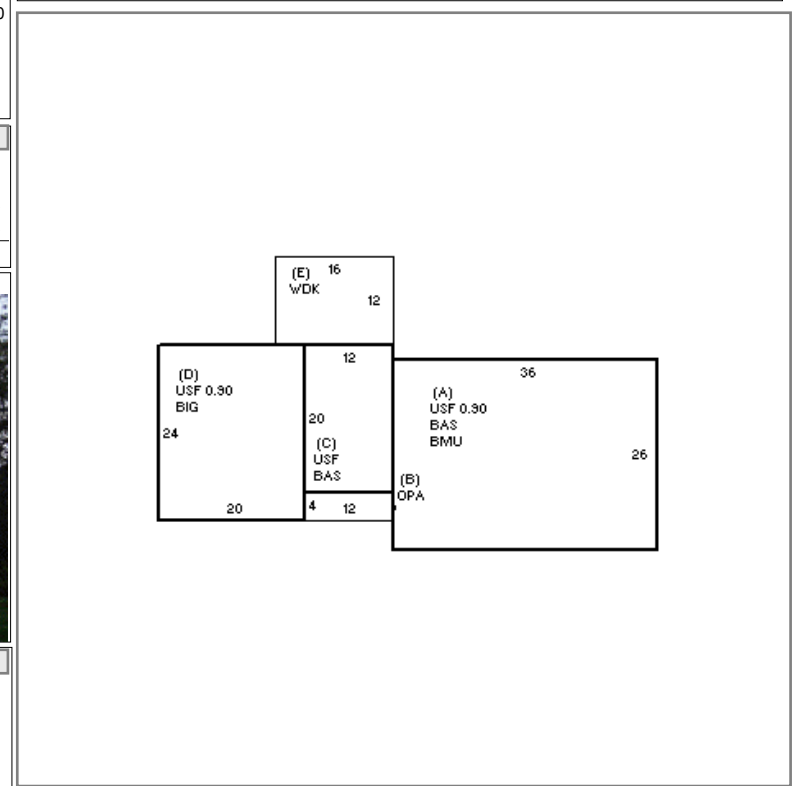 (E) 16
WDK
12
12
36
(D)
USF 0.90
BIG
(A)
USF 0.90
BAS
BMU
20
24
(C)
USF
BAS
26
(B)
OPA
20
4 12